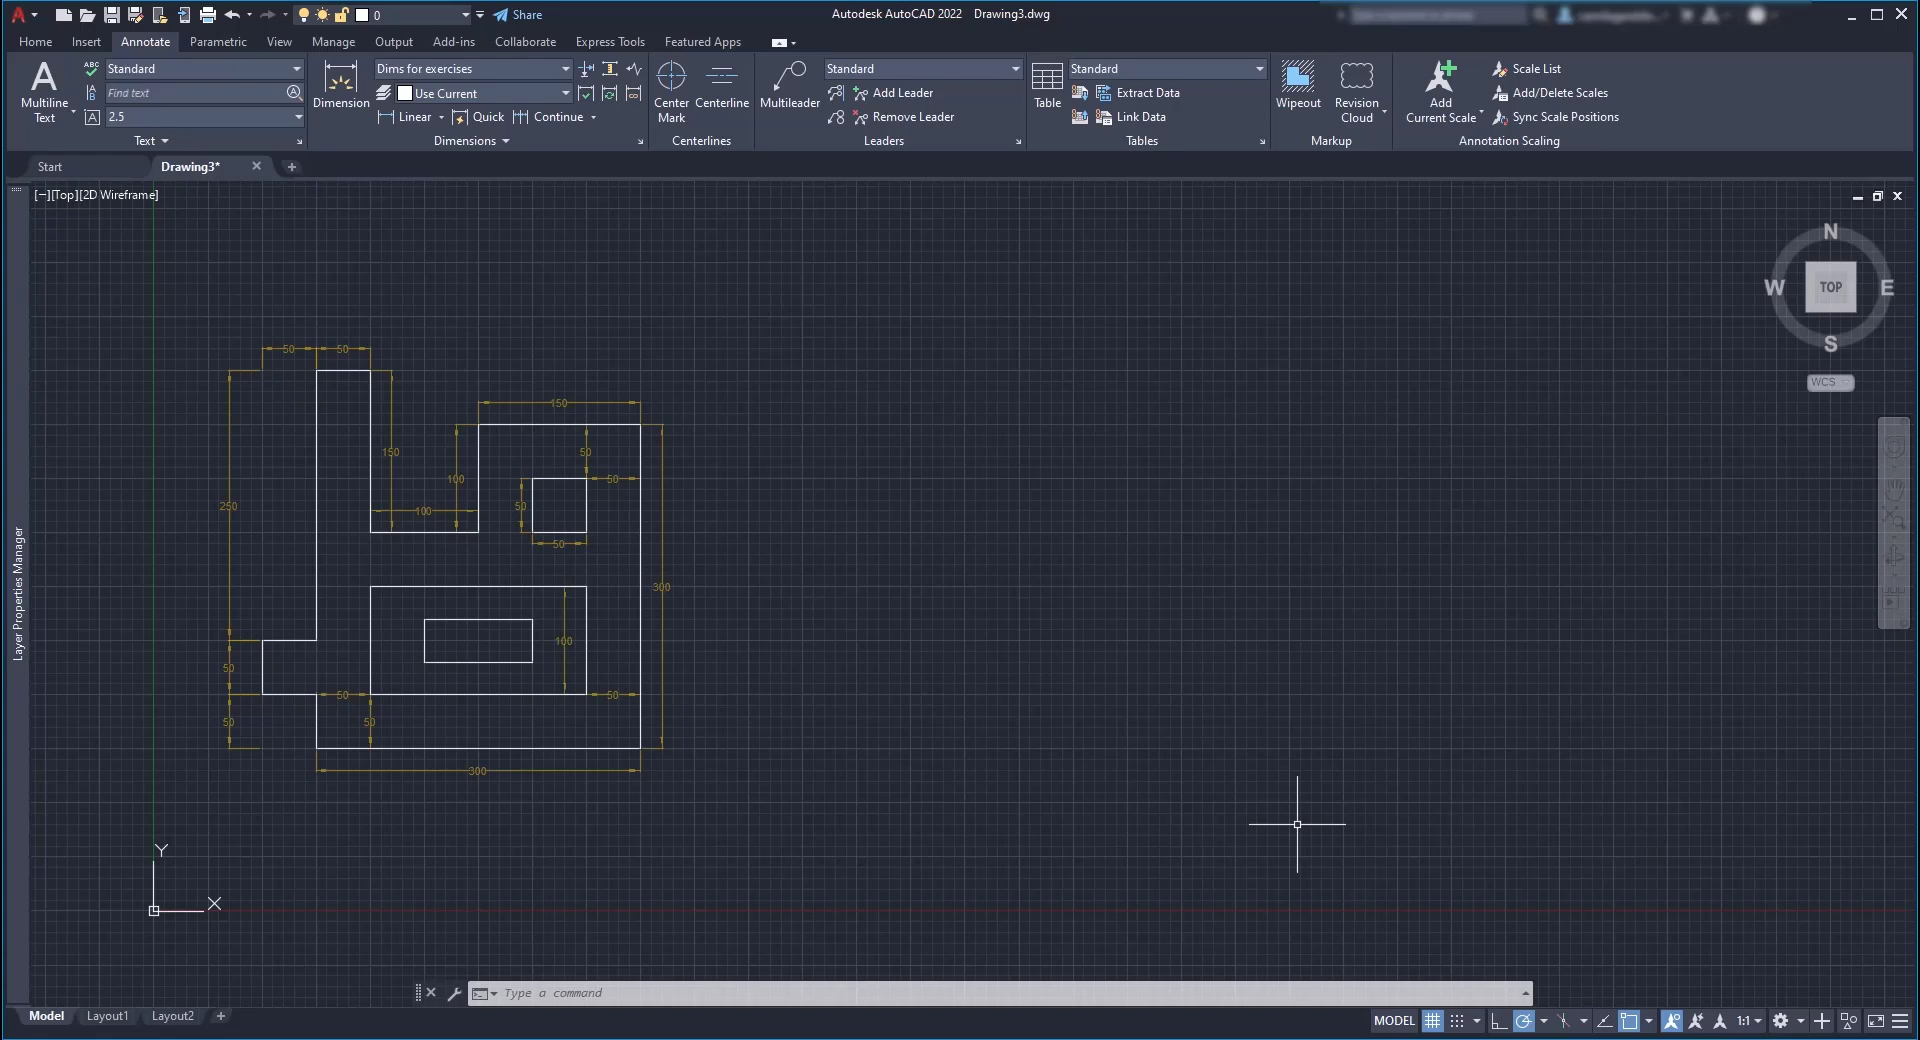 0 Share Autodesk AutoCAD 2022 Drawing3.dwg
Home Insert Annotate Parametric View Manage Output Add-ins Collaborate Express Tools Featured Apps
A Multiline Text
ABC Standard
Find text
2.5
Text
Dimension
Dims for exercises
Use Current
Linear Quick Continue
Dimensions
Center Mark Centerline
Centerlines
Multileader
Standard
Add Leader
Remove Leader
Leaders
Table
Standard
Extract Data
Link Data
Tables
Wipeout Revision Cloud
Markup
Add Current Scale
Scale List
Add/Delete Scales
Sync Scale Positions
Annotation Scaling
Start Drawing3*
[−][Top][2D Wireframe]
N
W TOP E
S
WCS
Layer Properties Manager
50 50
150
150 50
100 50
250 50
100
50
300
100
50
50 50
50 50
300
Y
X
Type a command
Model Layout1 Layout2 +
MODEL 1:1